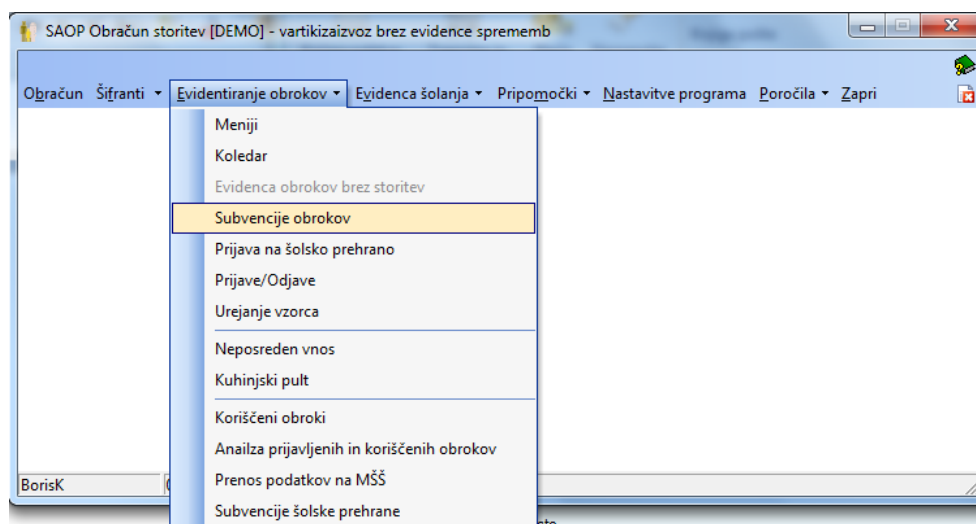 SAOP Obračun storitev [DEMO] - vartikizaizvoz brez evidence sprememb
Obračun Šifranti Evidentiranje obrokov Evidenca šolanja Pripomočki Nastavitve programa Poročila Zapri
Meniji
Koledar
Evidenca obrokov brez storitev
Subvencije obrokov
Prijava na šolsko prehrano
Prijave/Odjave
Urejanje vzorca
Neposreden vnos
Kuhinjski pult
Koriščeni obroki
Anailza prijavljenih in koriščenih obrokov
Prenos podatkov na MŠŠ
BorisK
Subvencije šolske prehrane